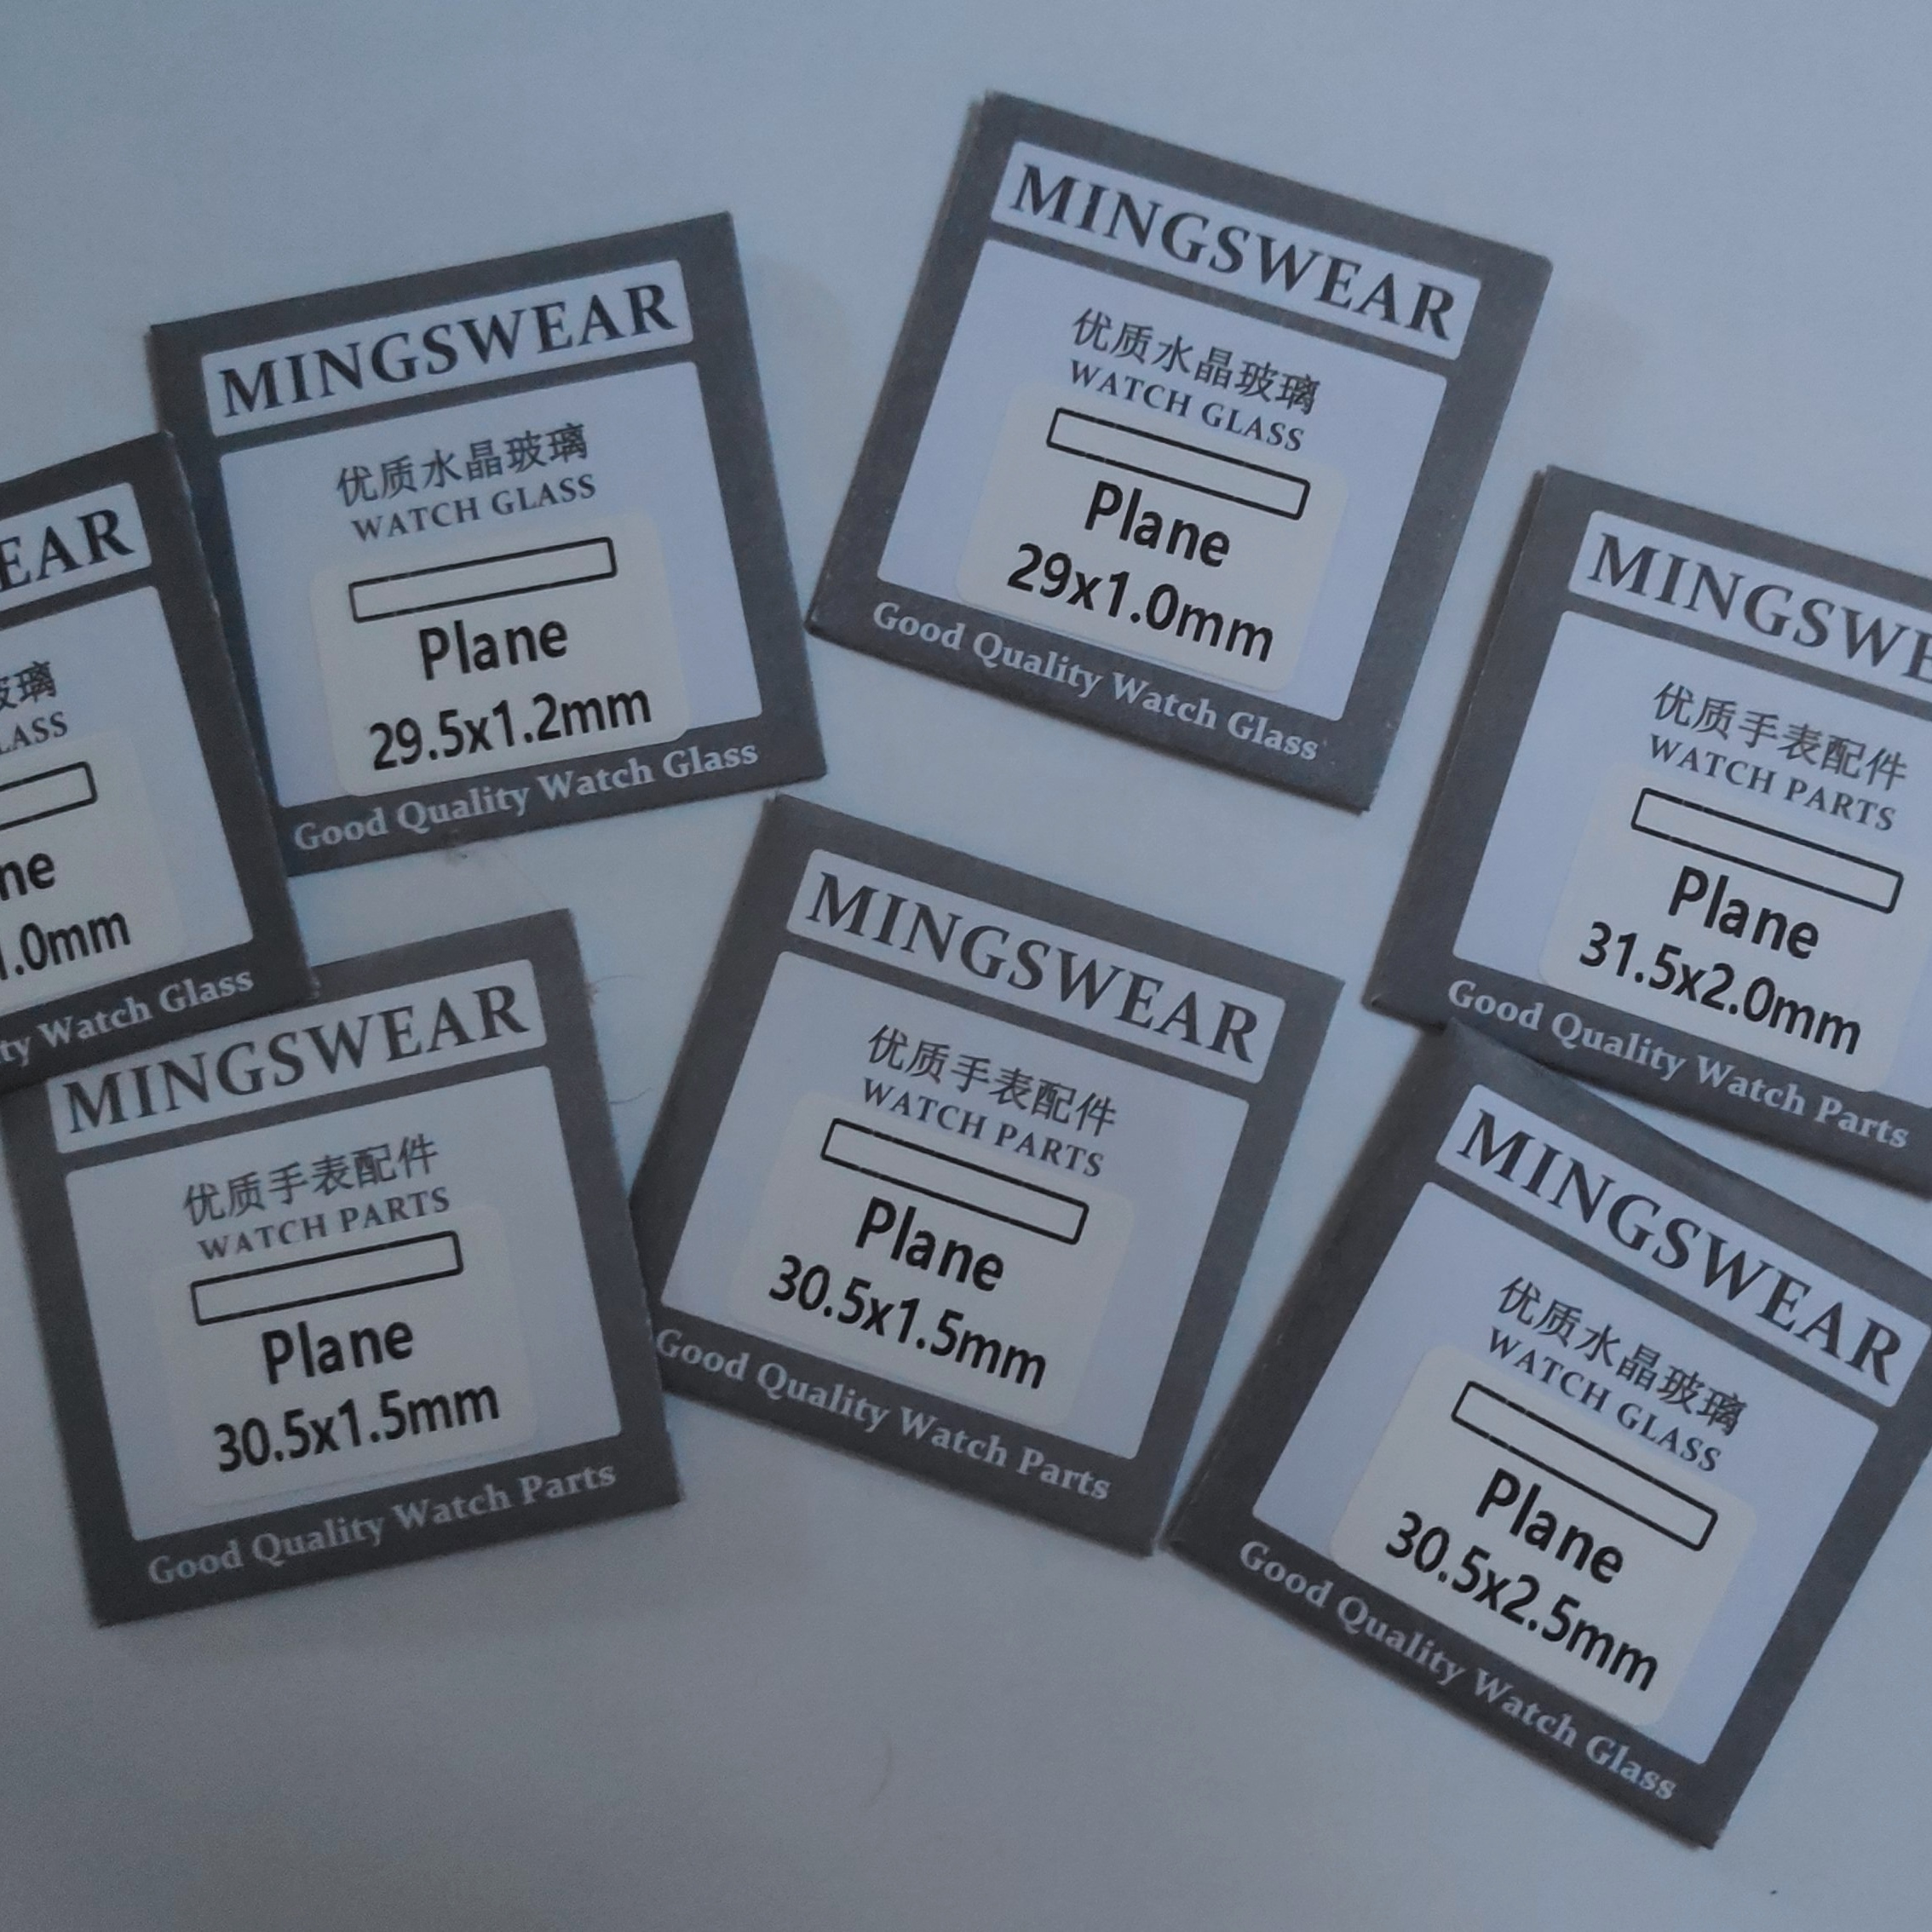 MINGSWEAR
优质水晶玻璃
WATCH GLASS
Plane
29.5x1.2mm
Good Quality Watch Glass
MINGSWEAR
优质水晶玻璃
WATCH GLASS
Plane
29x1.0mm
Good Quality Watch Glass
MINGSWE
优质手表配件
WATCH PARTS
Plane
31.5x2.0mm
Good Quality Watch Parts
EAR
玻璃
LASS
ne
1.0mm
ty Watch Glass
MINGSWEAR
优质手表配件
WATCH PARTS
Plane
30.5x1.5mm
Good Quality Watch Parts
MINGSWEAR
优质手表配件
WATCH PARTS
Plane
30.5x1.5mm
Good Quality Watch Parts
MINGSWEAR
优质水晶玻璃
WATCH GLASS
Plane
30.5x2.5mm
Good Quality Watch Glass